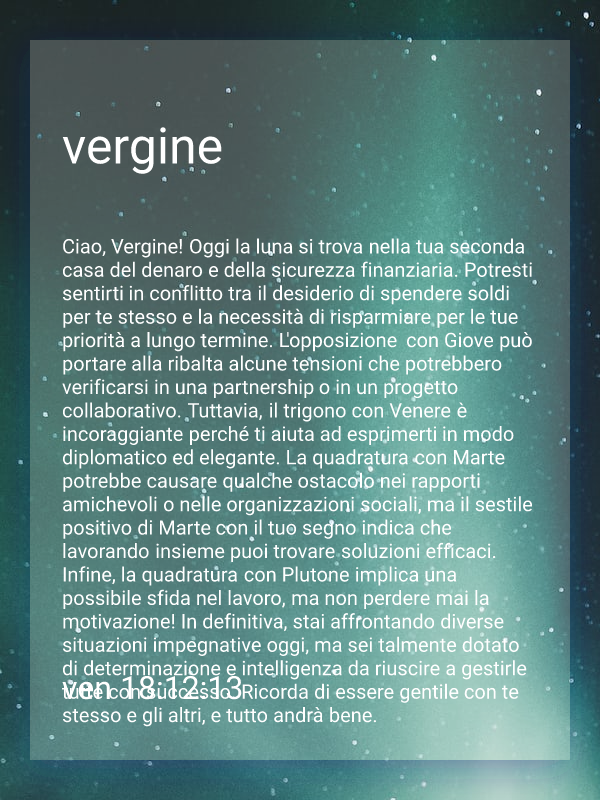 vergine
Ciao, Vergine! Oggi la luna si trova nella tua seconda
casa del denaro e della sicurezza finanziaria. Potresti
sentirti in conflitto tra il desiderio di spendere soldi
per te stesso e la necessità di risparmiare per le tue
priorità a lungo termine. L'opposizione  con Giove può
portare alla ribalta alcune tensioni che potrebbero
verificarsi in una partnership o in un progetto
collaborativo. Tuttavia, il trigono con Venere è
incoraggiante perché ti aiuta ad esprimerti in modo
diplomatico ed elegante. La quadratura con Marte
potrebbe causare qualche ostacolo nei rapporti
amichevoli o nelle organizzazioni sociali, ma il sestile
positivo di Marte con il tuo segno indica che
lavorando insieme puoi trovare soluzioni efficaci.
Infine, la quadratura con Plutone implica una
possibile sfida nel lavoro, ma non perdere mai la
motivazione! In definitiva, stai affrontando diverse
situazioni impegnative oggi, ma sei talmente dotato
di determinazione e intelligenza da riuscire a gestirle
tutte con successo. Ricorda di essere gentile con te
ven 18:12:13
stesso e gli altri, e tutto andrà bene.